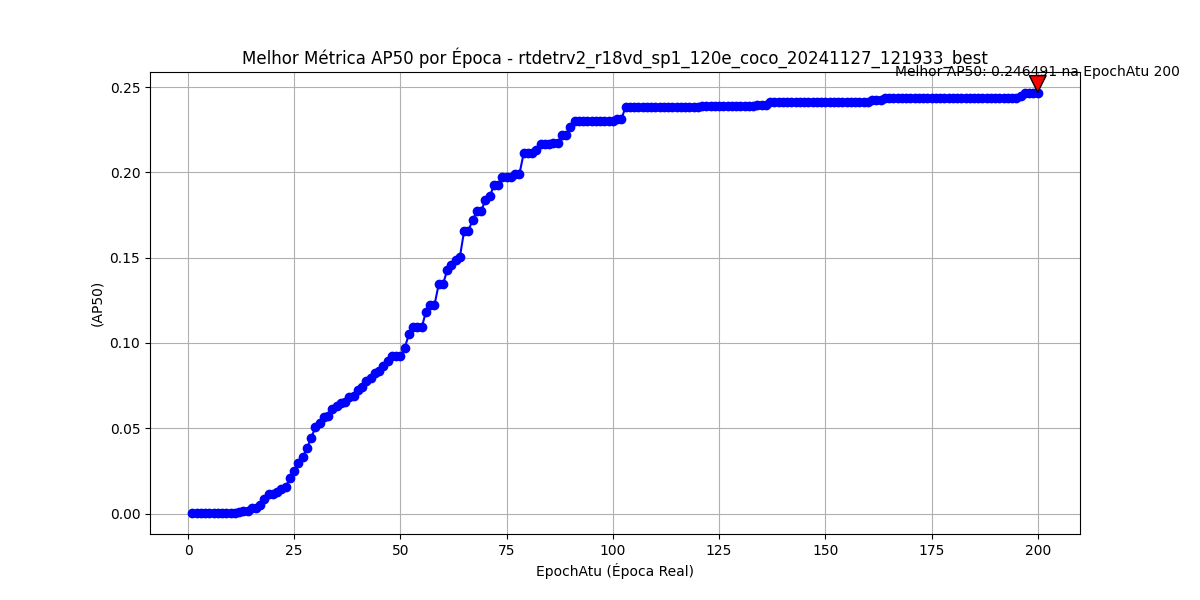 Melhor Métrica AP50 por Época - rtdetrv2_r18vd_sp1_120e_coco_20241127_121933_best
Melhor AP50: 0.246491 na EpochAtu 200
0.25
0.20
0.15
0.10
0.05
0.00
(AP50)
0 25 50 75 100 125 150 175 200
EpochAtu (Época Real)